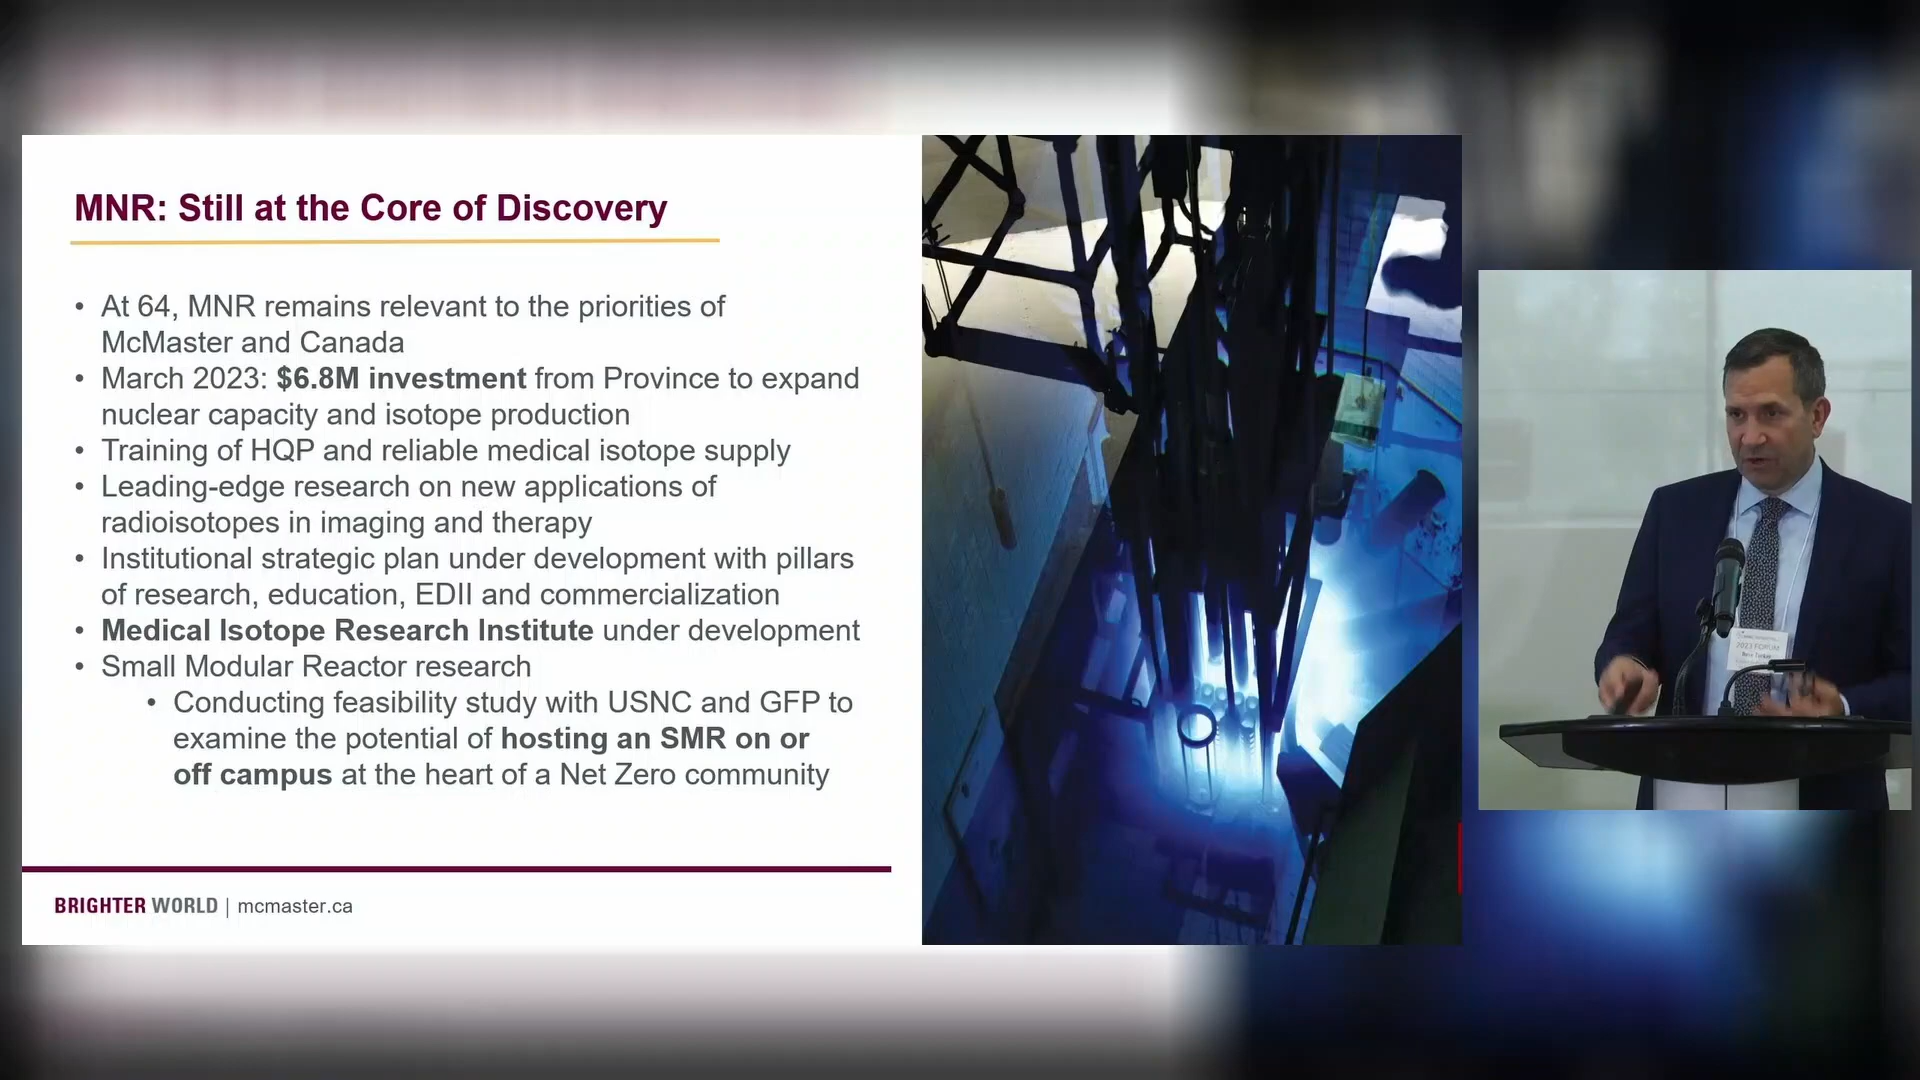 MNR: Still at the Core of Discovery
• At 64, MNR remains relevant to the priorities of
McMaster and Canada
• March 2023: $6.8M investment from Province to expand
nuclear capacity and isotope production
• Training of HQP and reliable medical isotope supply
• Leading-edge research on new applications of
radioisotopes in imaging and therapy
• Institutional strategic plan under development with pillars
of research, education, EDII and commercialization
• Medical Isotope Research Institute under development
• Small Modular Reactor research
• Conducting feasibility study with USNC and GFP to
examine the potential of hosting an SMR on or
off campus at the heart of a Net Zero community
BRIGHTER WORLD | mcmaster.ca
2023 FORUM